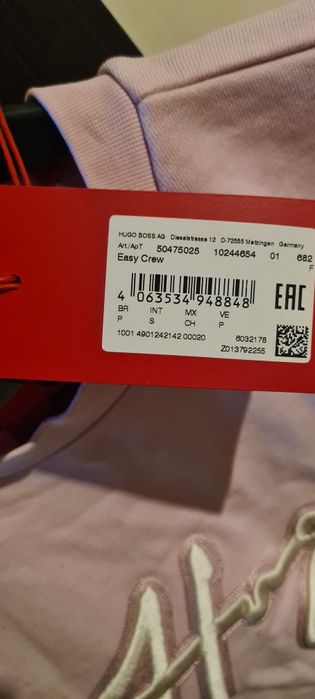 HUGO BOSS AG Dieselstrasse 12 D-72555 Metzingen Germany
Art./АрТ 50475025 10244654 01 682
Easy Crew F
4 063534 948848
EAC
BR INT MX VE
P S CH P
1001 4901242142 00020 6032176
Z013792255